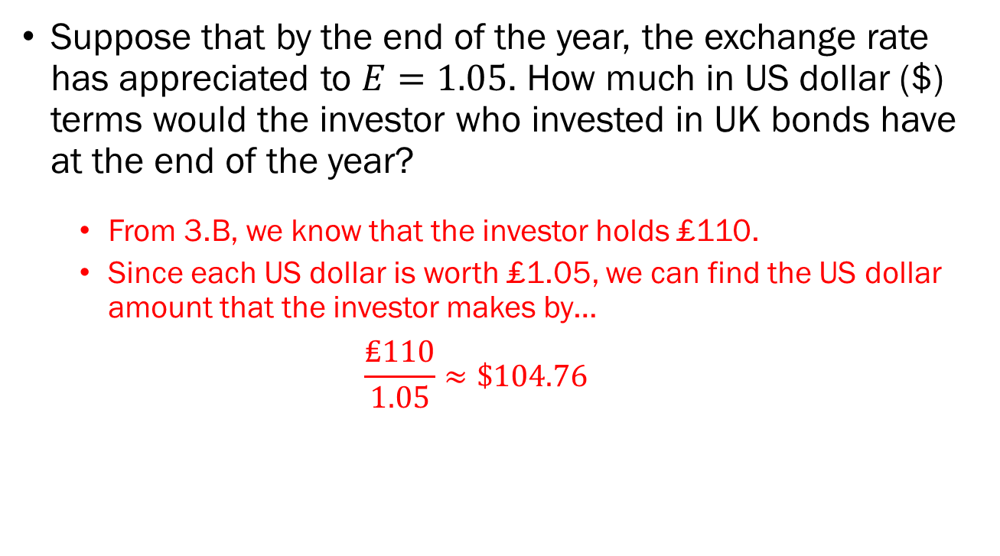 • Suppose that by the end of the year, the exchange rate
has appreciated to 𝐸 = 1.05. How much in US dollar ($)
terms would the investor who invested in UK bonds have
at the end of the year?
• From 3.B, we know that the investor holds ₤110.
• Since each US dollar is worth ₤1.05, we can find the US dollar
amount that the investor makes by…
₤110
≈ $104.76
1.05